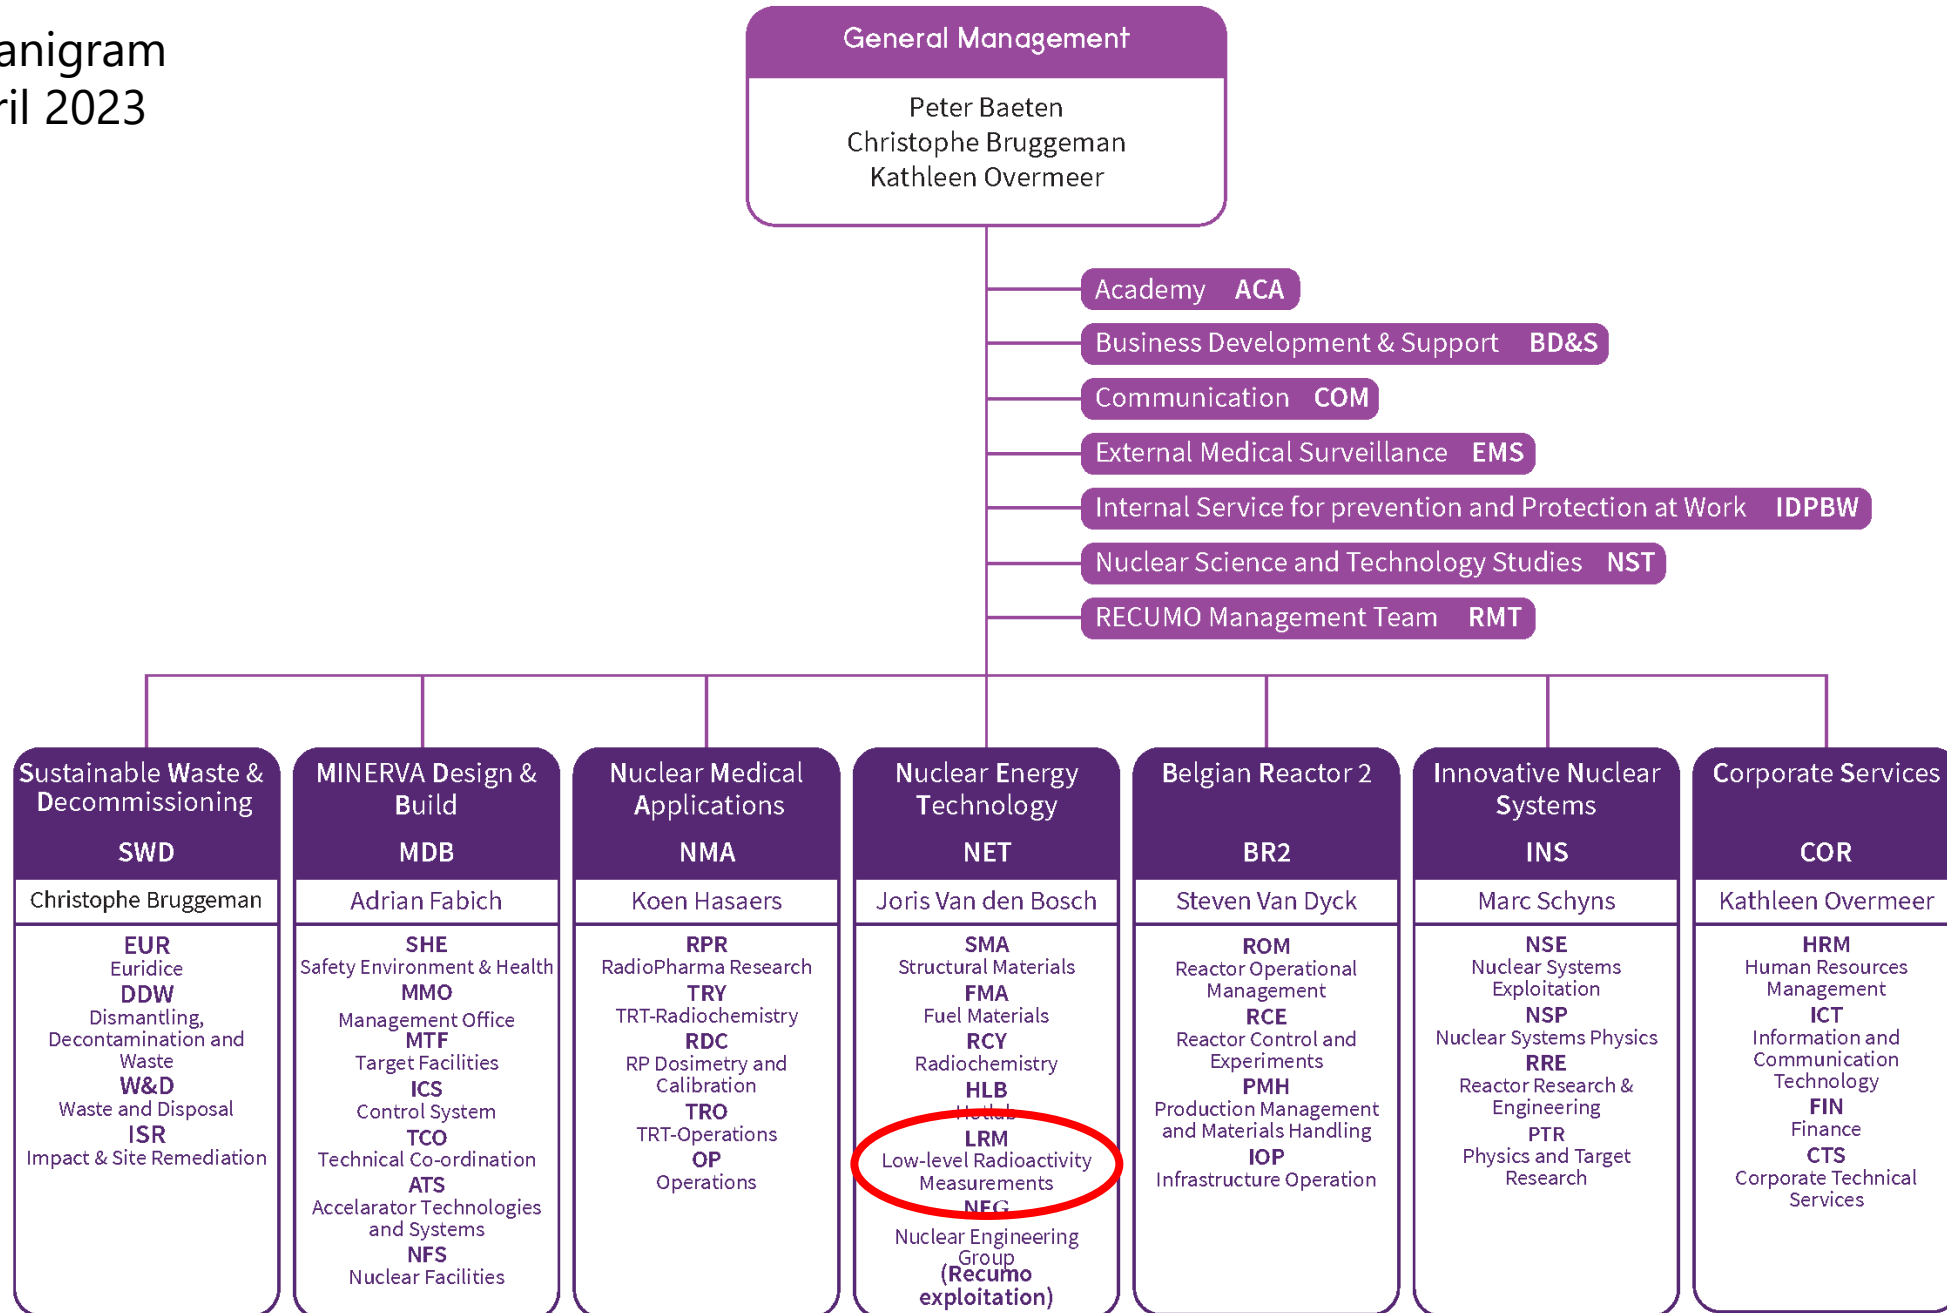 anigram
ril 2023
General Management
Peter Baeten
Christophe Bruggeman
Kathleen Overmeer
Academy ACA
Business Development & Support BD&S
Communication COM
External Medical Surveillance EMS
Internal Service for prevention and Protection at Work IDPBW
Nuclear Science and Technology Studies NST
RECUMO Management Team RMT
Sustainable Waste &
Decommissioning
SWD
Christophe Bruggeman
EUR
Euridice
DDW
Dismantling,
Decontamination and
Waste
W&D
Waste and Disposal
ISR
Impact & Site Remediation
MINERVA Design &
Build
MDB
Adrian Fabich
SHE
Safety Environment & Health
MMO
Management Office
MTF
Target Facilities
ICS
Control System
TCO
Technical Co-ordination
ATS
Accelarator Technologies
and Systems
NFS
Nuclear Facilities
Nuclear Medical
Applications
NMA
Koen Hasaers
RPR
RadioPharma Research
TRY
TRT-Radiochemistry
RDC
RP Dosimetry and
Calibration
TRO
TRT-Operations
OP
Operations
Nuclear Energy
Technology
NET
Joris Van den Bosch
SMA
Structural Materials
FMA
Fuel Materials
RCY
Radiochemistry
HLB
Hotlab
LRM
Low-level Radioactivity
Measurements
NEG
Nuclear Engineering
Group
(Recumo
exploitation)
Belgian Reactor 2
BR2
Steven Van Dyck
ROM
Reactor Operational
Management
RCE
Reactor Control and
Experiments
PMH
Production Management
and Materials Handling
IOP
Infrastructure Operation
Innovative Nuclear
Systems
INS
Marc Schyns
NSE
Nuclear Systems
Exploitation
NSP
Nuclear Systems Physics
RRE
Reactor Research &
Engineering
PTR
Physics and Target
Research
Corporate Services
COR
Kathleen Overmeer
HRM
Human Resources
Management
ICT
Information and
Communication
Technology
FIN
Finance
CTS
Corporate Technical
Services